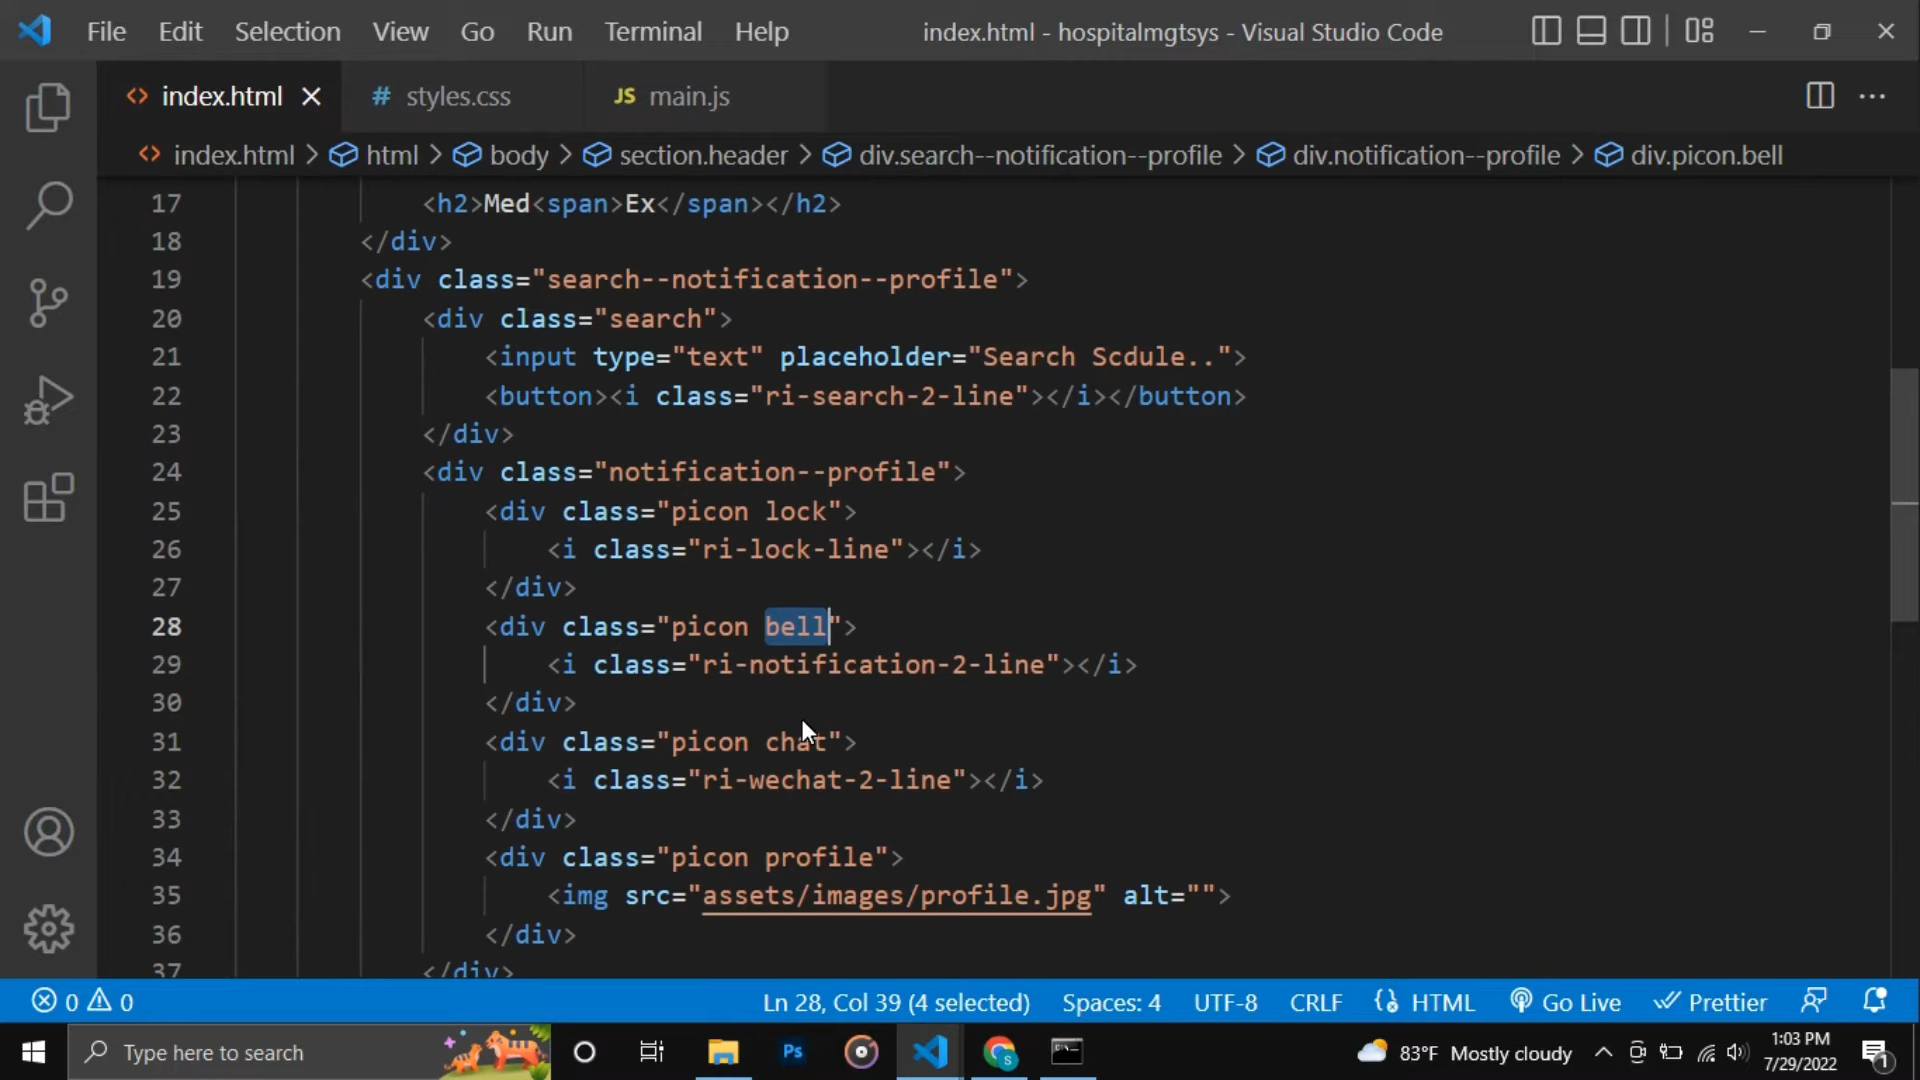 File Edit Selection View Go Run Terminal Help index.html - hospitalmgtsys - Visual Studio Code
index.html styles.css JS main.js
index.html > html > body > section.header > div.search--notification--profile > div.notification--profile > div.picon.bell
17 <h2>Med<span>Ex</span></h2>
18 </div>
19 <div class="search--notification--profile">
20 <div class="search">
21 <input type="text" placeholder="Search Scdule..">
22 <button><i class="ri-search-2-line"></i></button>
23 </div>
24 <div class="notification--profile">
25 <div class="picon lock">
26 <i class="ri-lock-line"></i>
27 </div>
28 <div class="picon bell">
29 <i class="ri-notification-2-line"></i>
30 </div>
31 <div class="picon chat">
32 <i class="ri-wechat-2-line"></i>
33 </div>
34 <div class="picon profile">
35 <img src="assets/images/profile.jpg" alt="">
36 </div>
37 </div>
0 0 Ln 28, Col 39 (4 selected) Spaces: 4 UTF-8 CRLF HTML Go Live Prettier
Type here to search Ps 83°F Mostly cloudy 1:03 PM
7/29/2022 1